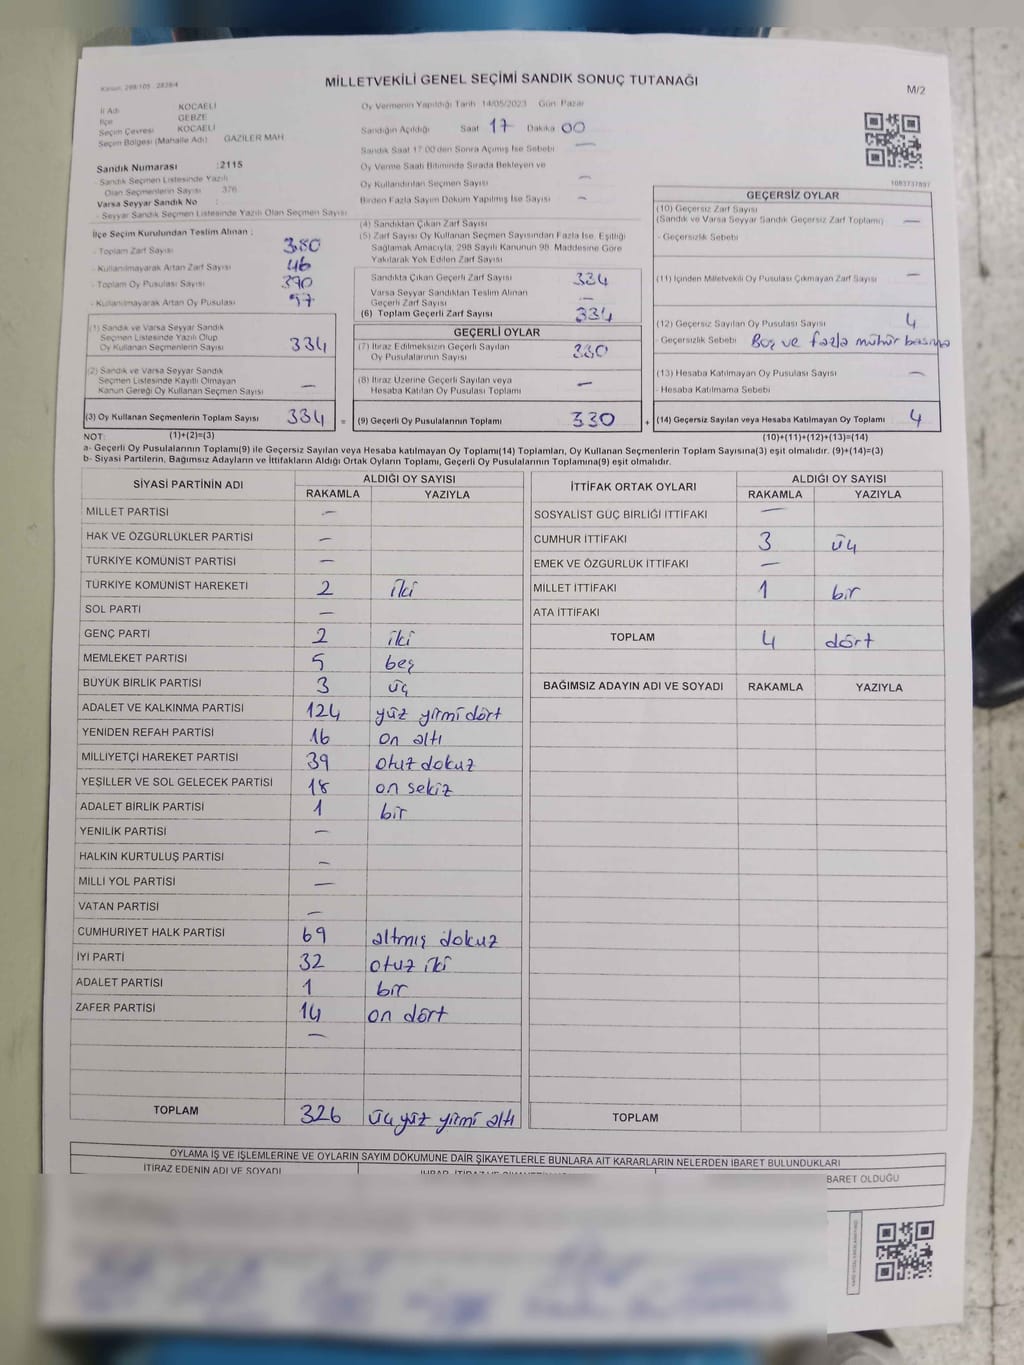 MİLLETVEKİLİ GENEL SEÇİMİ SANDIK SONUÇ TUTANAĞI
M/2
İl Adı KOCAELİ
İlçe GEBZE
Seçim Çevresi KOCAELİ
Seçim Bölgesi (Mahalle Adı) GAZİLER MAH
Sandık Numarası :2115
Sandık Seçmen Listesinde Yazılı
Olan Seçmenlerin Sayısı : 376
Varsa Seyyar Sandık No
- Seyyar Sandık Seçmen Listesinde Yazılı Olan Seçmen Sayısı
İlçe Seçim Kurulundan Teslim Alınan :
- Toplam Zarf Sayısı 380
- Kullanılmayarak Artan Zarf Sayısı 46
- Toplam Oy Pusulası Sayısı 390
- Kullanılmayarak Artan Oy Pusulası
(1) Sandık ve Varsa Seyyar Sandık
Seçmen Listesinde Yazılı Olup
Oy Kullanan Seçmenlerin Sayısı 334
(2) Sandık ve Varsa Seyyar Sandık
Seçmen Listesinde Kayıtlı Olmayan
Kanun Gereği Oy Kullanan Seçmen Sayısı —
(3) Oy Kullanan Seçmenlerin Toplam Sayısı 334 =
Oy Vermenin Yapıldığı Tarih 14/05/2023 Gün Pazar
Sandığın Açıldığı Saat 17 Dakika 00
Sandık Saat 17:00'den Sonra Açılmış İse Sebebi —
Oy Verme Saati Bitiminde Sırada Bekleyen ve
Oy Kullandırılan Seçmen Sayısı —
Birden Fazla Sayım Döküm Yapılmış İse Sayısı —
(4) Sandıktan Çıkan Zarf Sayısı
(5) Zarf Sayısı Oy Kullanan Seçmen Sayısından Fazla İse, Eşitliği
Sağlamak Amacıyla, 298 Sayılı Kanunun 98. Maddesine Göre
Yakılarak Yok Edilen Zarf Sayısı
Sandıkta Çıkan Geçerli Zarf Sayısı 334
Varsa Seyyar Sandıktan Teslim Alınan
Geçerli Zarf Sayısı —
(6) Toplam Geçerli Zarf Sayısı 334
GEÇERLİ OYLAR
(7) İtiraz Edilmeksizin Geçerli Sayılan
Oy Pusulalarının Sayısı 330
(8) İtiraz Üzerine Geçerli Sayılan veya
Hesaba Katılan Oy Pusulası Toplamı —
(9) Geçerli Oy Pusulalarının Toplamı 330 +
1083737897
GEÇERSİZ OYLAR
(10) Geçersiz Zarf Sayısı
(Sandık ve Varsa Seyyar Sandık Geçersiz Zarf Toplamı) —
- Geçersizlik Sebebi
(11) İçinden Milletvekili Oy Pusulası Çıkmayan Zarf Sayısı —
(12) Geçersiz Sayılan Oy Pusulası Sayısı 4
Geçersizlik Sebebi Boş ve fazla mühür basma
(13) Hesaba Katılmayan Oy Pusulası Sayısı —
- Hesaba Katılmama Sebebi
(14) Geçersiz Sayılan veya Hesaba Katılmayan Oy Toplamı 4
NOT: (1)+(2)=(3) (10)+(11)+(12)+(13)=(14)
a- Geçerli Oy Pusulalarının Toplamı(9) ile Geçersiz Sayılan veya Hesaba katılmayan Oy Toplamı(14) Toplamları, Oy Kullanan Seçmenlerin Toplam Sayısına(3) eşit olmalıdır. (9)+(14)=(3)
b- Siyasi Partilerin, Bağımsız Adayların ve İttifakların Aldığı Ortak Oyların Toplamı, Geçerli Oy Pusulalarının Toplamına(9) eşit olmalıdır.
SİYASİ PARTİNİN ADI ALDIĞI OY SAYISI
RAKAMLA YAZIYLA
MİLLET PARTİSİ —
HAK VE ÖZGÜRLÜKLER PARTİSİ —
TÜRKİYE KOMÜNİST PARTİSİ —
TÜRKİYE KOMÜNİST HAREKETİ 2 iki
SOL PARTİ —
GENÇ PARTİ 2 iki
MEMLEKET PARTİSİ 5 beş
BÜYÜK BİRLİK PARTİSİ 3 üç
ADALET VE KALKINMA PARTİSİ 124 yüz yirmi dört
YENİDEN REFAH PARTİSİ 16 on altı
MİLLİYETÇİ HAREKET PARTİSİ 39 otuz dokuz
YEŞİLLER VE SOL GELECEK PARTİSİ 18 on sekiz
ADALET BİRLİK PARTİSİ 1 bir
YENİLİK PARTİSİ —
HALKIN KURTULUŞ PARTİSİ —
MİLLİ YOL PARTİSİ —
VATAN PARTİSİ —
CUMHURİYET HALK PARTİSİ 69 altmış dokuz
İYİ PARTİ 32 otuz iki
ADALET PARTİSİ 1 bir
ZAFER PARTİSİ 14 on dört
—
TOPLAM 326 üç yüz yirmi altı
İTTİFAK ORTAK OYLARI ALDIĞI OY SAYISI
RAKAMLA YAZIYLA
SOSYALİST GÜÇ BİRLİĞİ İTTİFAKI —
CUMHUR İTTİFAKI 3 üç
EMEK VE ÖZGÜRLÜK İTTİFAKI —
MİLLET İTTİFAKI 1 bir
ATA İTTİFAKI
TOPLAM 4 dört
BAĞIMSIZ ADAYIN ADI VE SOYADI RAKAMLA YAZIYLA
TOPLAM
OYLAMA İŞ VE İŞLEMLERİNE VE OYLARIN SAYIM DÖKÜMÜNE DAİR ŞİKAYETLERLE BUNLARA AİT KARARLARIN NELERDEN İBARET BULUNDUKLARI
İTİRAZ EDENİN ADI VE SOYADI
BARET OLDUĞU